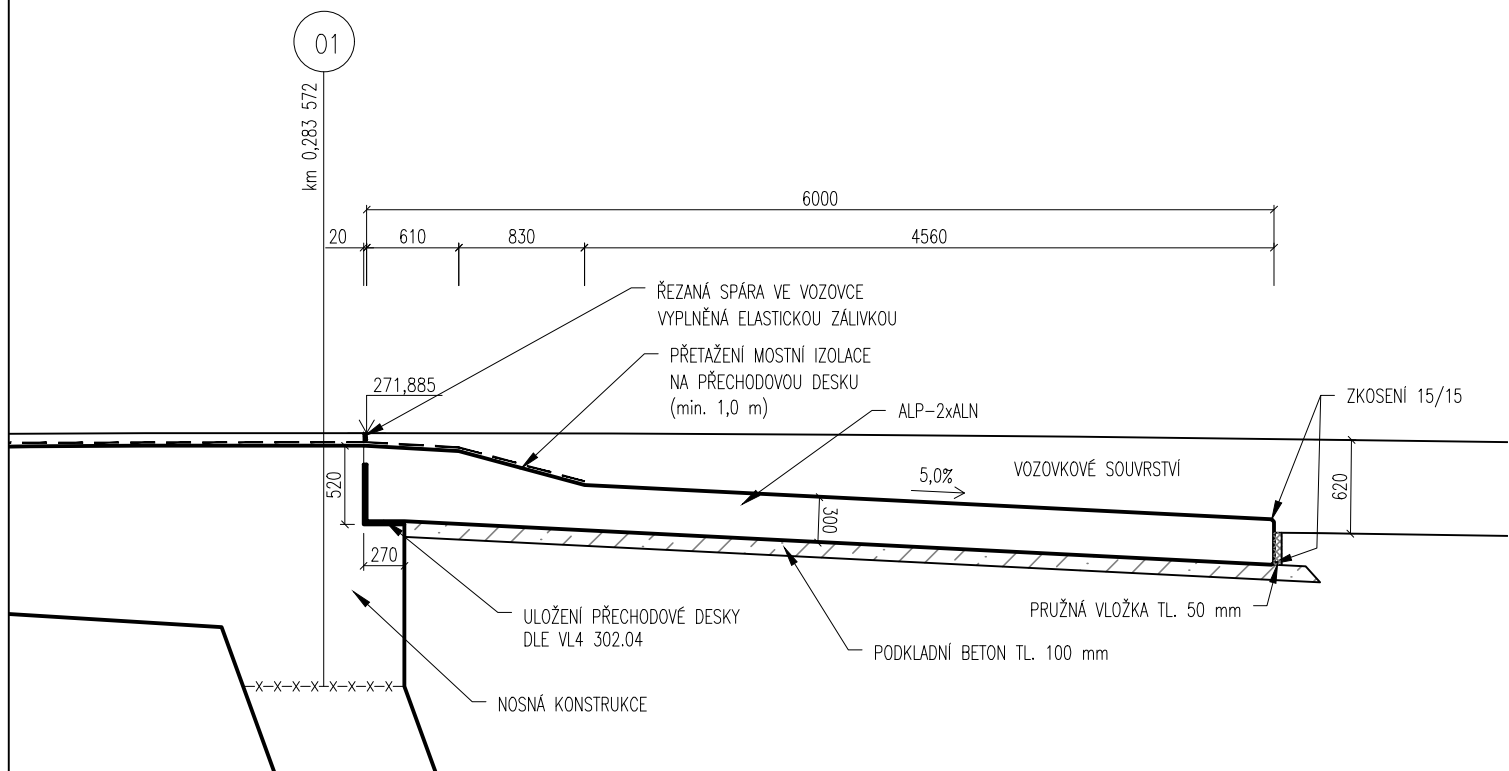 01
km 0,283 572
6000
20
610
830
4560
ŘEZANÁ SPÁRA VE VOZOVCE
VYPLNĚNÁ ELASTICKOU ZÁLIVKOU
PŘETAŽENÍ MOSTNÍ IZOLACE
NA PŘECHODOVOU DESKU
(min. 1,0 m)
271,885
ALP-2xALN
ZKOSENÍ 15/15
VOZOVKOVÉ SOUVRSTVÍ
5,0%
520
300
620
270
ULOŽENÍ PŘECHODOVÉ DESKY
DLE VL4 302.04
PRUŽNÁ VLOŽKA TL. 50 mm
PODKLADNÍ BETON TL. 100 mm
NOSNÁ KONSTRUKCE